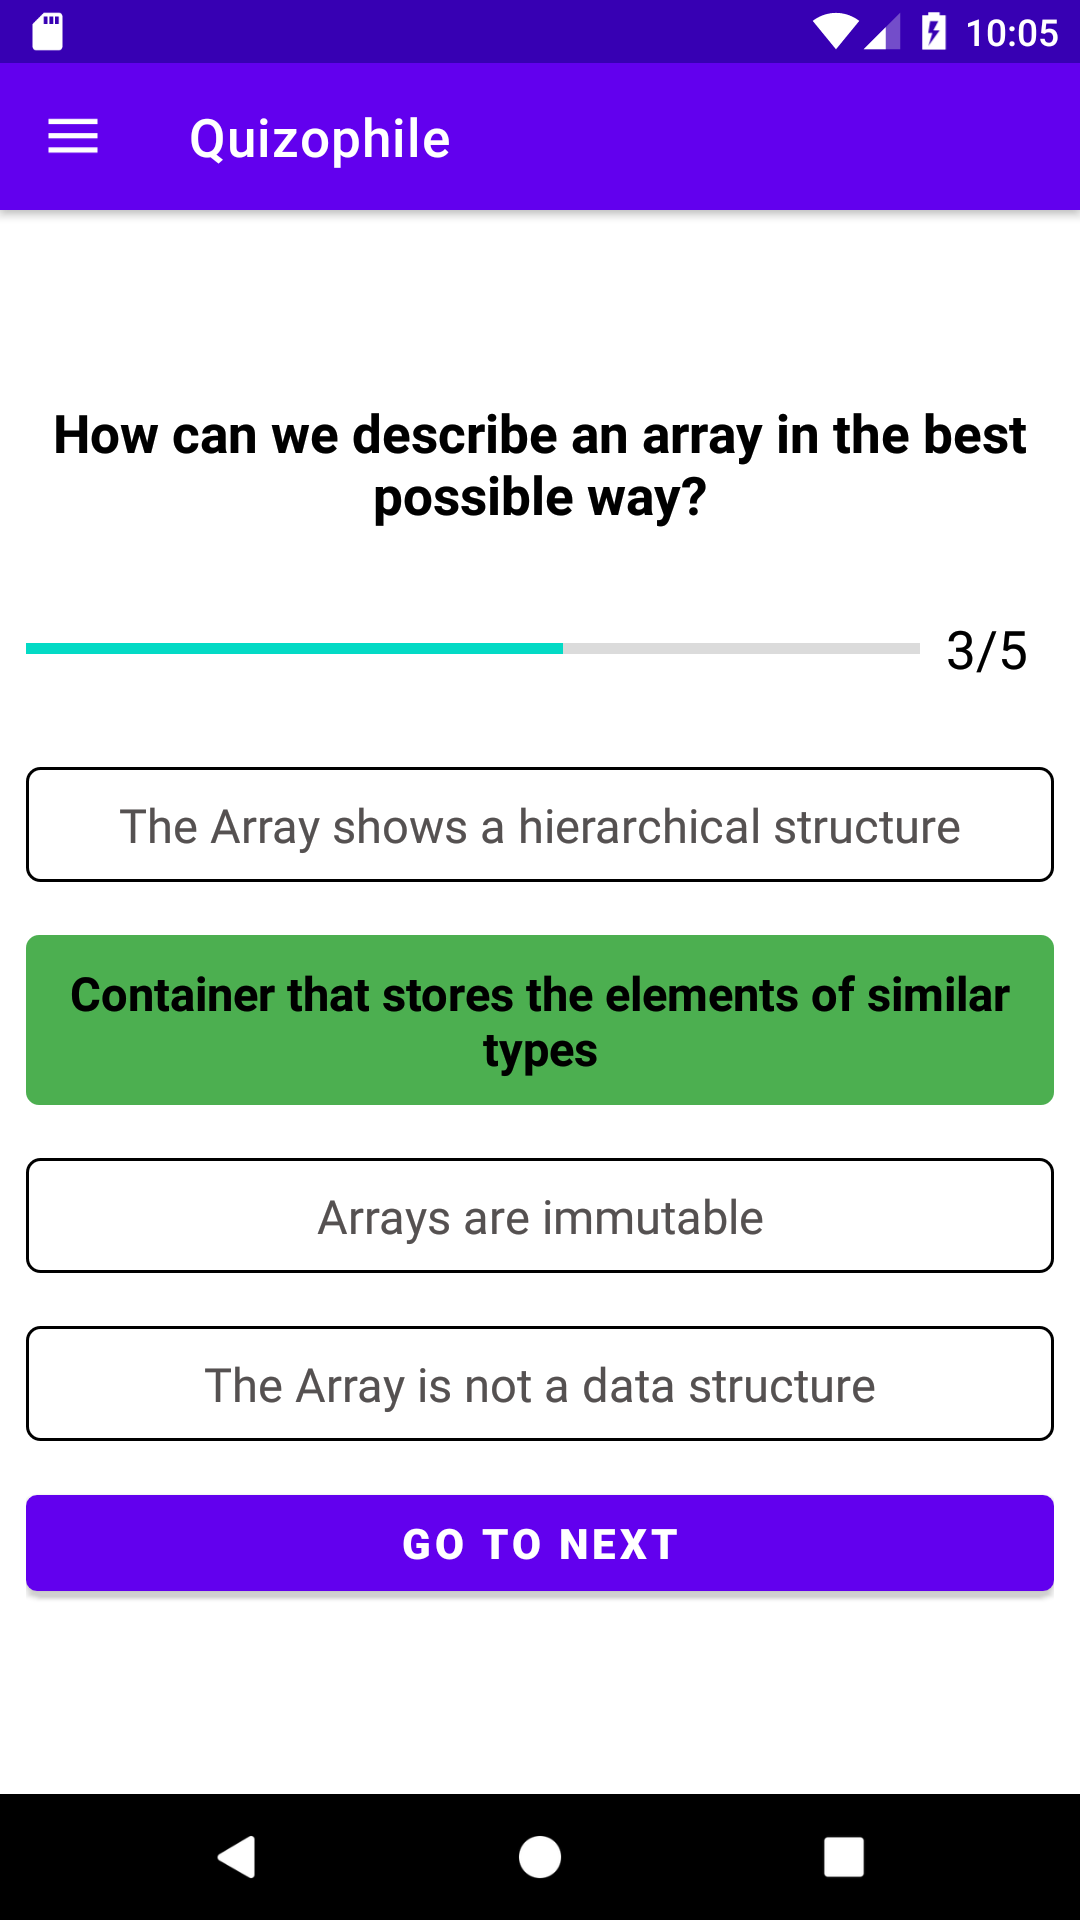 10:05
Quizophile
How can we describe an array in the best
possible way?
3/5
The Array shows a hierarchical structure
Container that stores the elements of similar
types
Arrays are immutable
The Array is not a data structure
GO TO NEXT